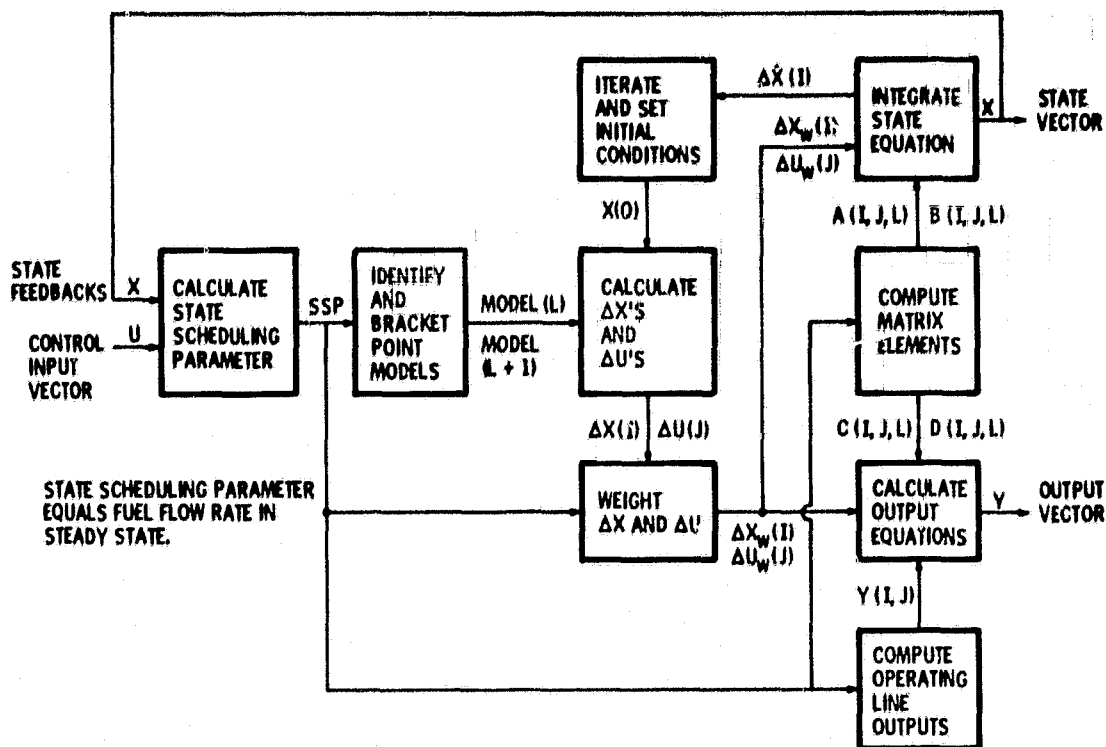 ITERATE
AND SET
INITIAL
CONDITIONS
ΔẊ (I)
INTEGRATE
STATE
EQUATION
X
STATE
VECTOR
ΔX_W(I)
ΔU_W(J)
X(0)
A (I, J, L)
B̄ (I, J, L)
STATE
FEEDBACKS
X
CONTROL
INPUT
VECTOR
U
CALCULATE
STATE
SCHEDULING
PARAMETER
SSP
IDENTIFY
AND
BRACKET
POINT
MODELS
MODEL (L)
MODEL
(L + 1)
CALCULATE
ΔX'S
AND
ΔU'S
COMPUTE
MATRIX
ELEMENTS
ΔX(I)
ΔU(J)
C (I, J, L)
D (I, J, L)
STATE SCHEDULING PARAMETER
EQUALS FUEL FLOW RATE IN
STEADY STATE.
WEIGHT
ΔX AND ΔU
ΔX_W(I)
ΔU_W(J)
CALCULATE
OUTPUT
EQUATIONS
Y
OUTPUT
VECTOR
Y (I, J)
COMPUTE
OPERATING
LINE
OUTPUTS